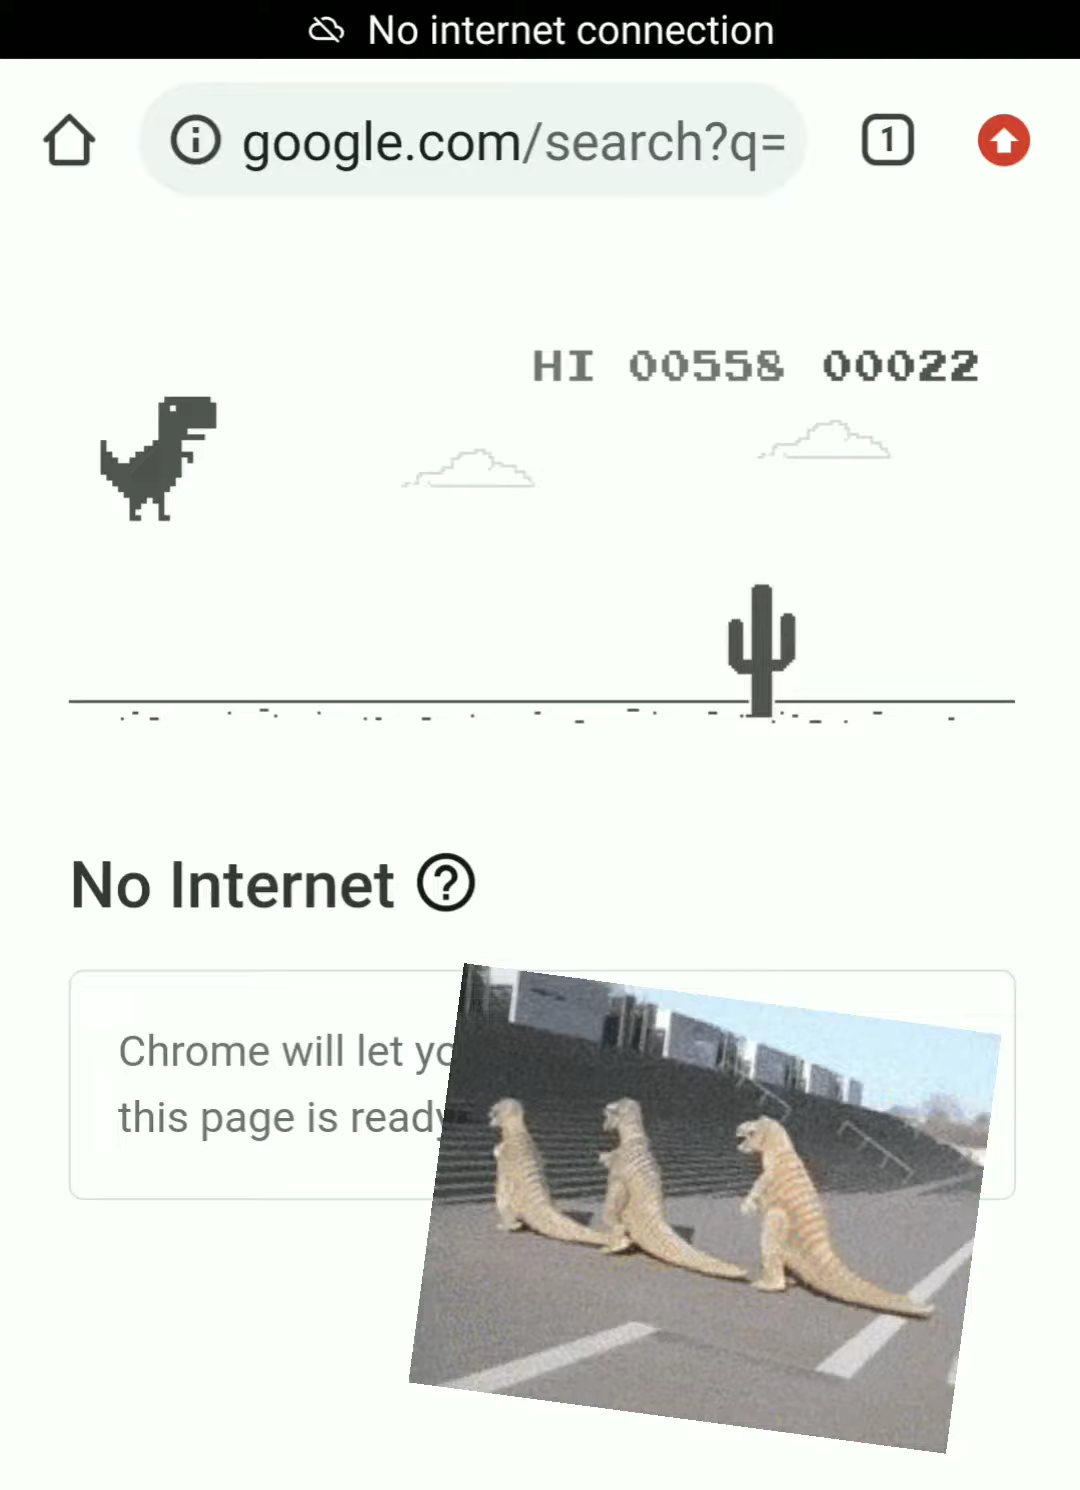 No internet connection
google.com/search?q=
1
HI 00558 00022
No Internet
Chrome will let
this page is ready